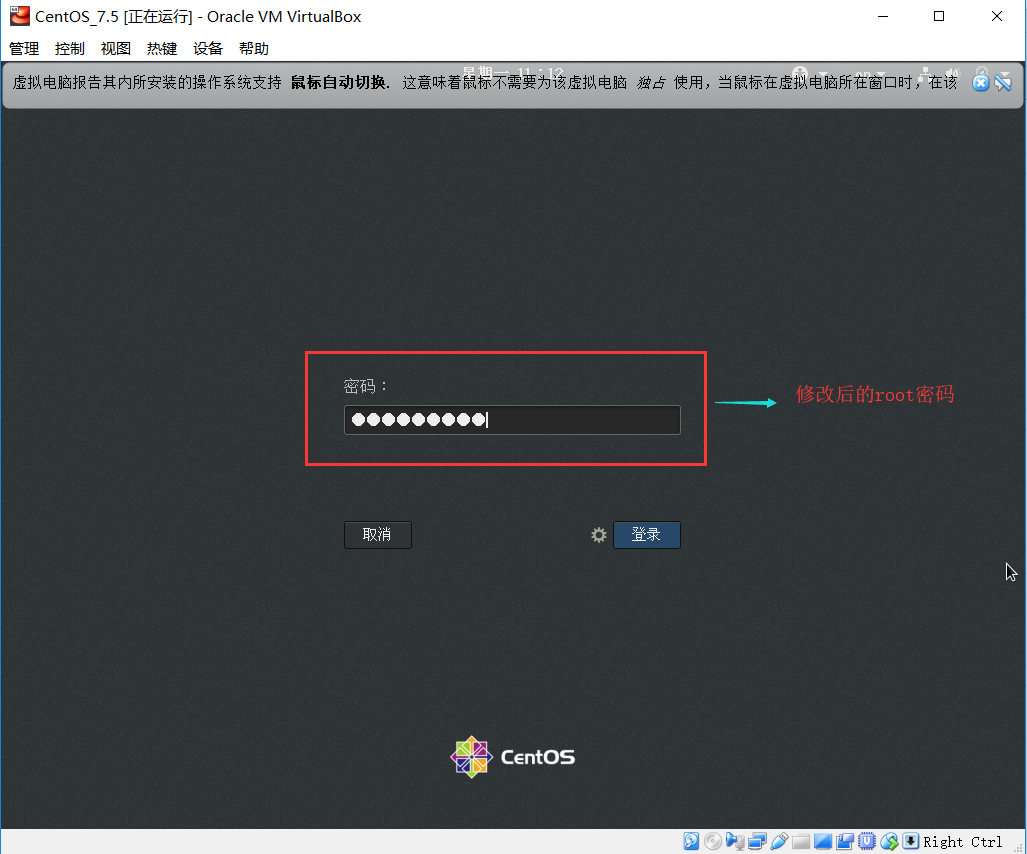 CentOS_7.5 [正在运行] - Oracle VM VirtualBox
管理 控制 视图 热键 设备 帮助
星期一 11：12
虚拟电脑报告其内所安装的操作系统支持 鼠标自动切换. 这意味着鼠标不需要为该虚拟电脑 独占 使用，当鼠标在虚拟电脑所在窗口时，在该
密码：
修改后的root密码
取消
登录
CentOS
Right Ctrl